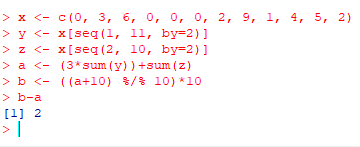 > x <- c(0, 3, 6, 0, 0, 0, 2, 9, 1, 4, 5, 2)
> y <- x[seq(1, 11, by=2)]
> z <- x[seq(2, 10, by=2)]
> a <- (3*sum(y))+sum(z)
> b <- ((a+10) %/% 10)*10
> b-a
[1] 2
>